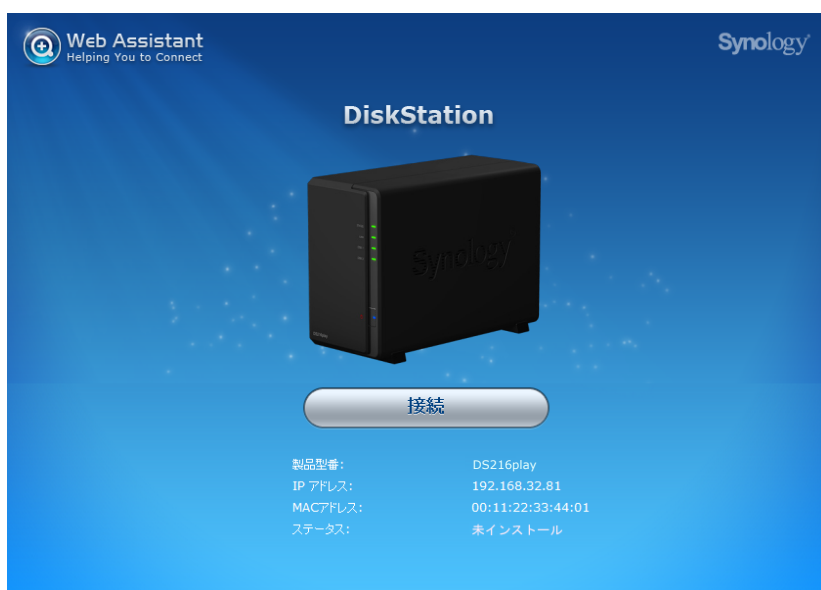 Web Assistant
Helping You to Connect
Synology
DiskStation
Synology
接続
製品型番: DS216play
IP アドレス: 192.168.32.81
MACアドレス: 00:11:22:33:44:01
ステータス: 未インストール